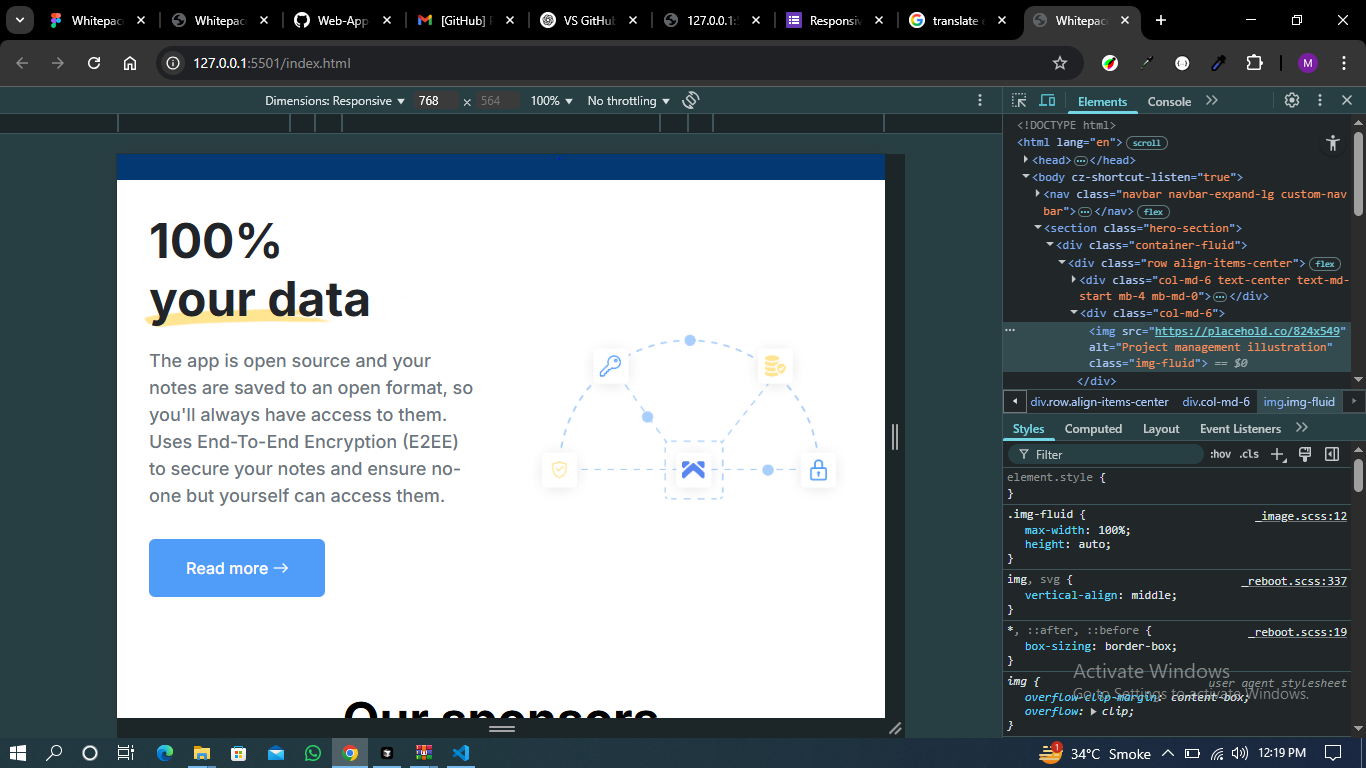 Whitepac
Whitepac
Web-App
[GitHub] P
VS GitHub
127.0.0.1:5
Responsiv
translate e
Whitepac
127.0.0.1:5501/index.html
M
Dimensions: Responsive 768 x 564 100% No throttling
Elements Console
100%
your data
The app is open source and your
notes are saved to an open format, so
you'll always have access to them.
Uses End-To-End Encryption (E2EE)
to secure your notes and ensure no-
one but yourself can access them.
Read more →
Our sponsors
<!DOCTYPE html>
<html lang="en"> scroll
<head> ⋯ </head>
<body cz-shortcut-listen="true">
<nav class="navbar navbar-expand-lg custom-nav
bar"> ⋯ </nav> flex
<section class="hero-section">
<div class="container-fluid">
<div class="row align-items-center"> flex
<div class="col-md-6 text-center text-md-
start mb-4 mb-md-0"> ⋯ </div>
<div class="col-md-6">
<img src="https://placehold.co/824x549"
alt="Project management illustration"
class="img-fluid"> == $0
</div>
div.row.align-items-center div.col-md-6 img.img-fluid
Styles Computed Layout Event Listeners
Filter :hov .cls
element.style {
}
.img-fluid { _image.scss:12
max-width: 100%;
height: auto;
}
img, svg { _reboot.scss:337
vertical-align: middle;
}
*, ::after, ::before { _reboot.scss:19
box-sizing: border-box;
}
img { user agent stylesheet
overflow-clip-margin: content-box;
overflow: clip;
}
Activate Windows
Go to Settings to activate Windows.
1
34°C Smoke 12:19 PM